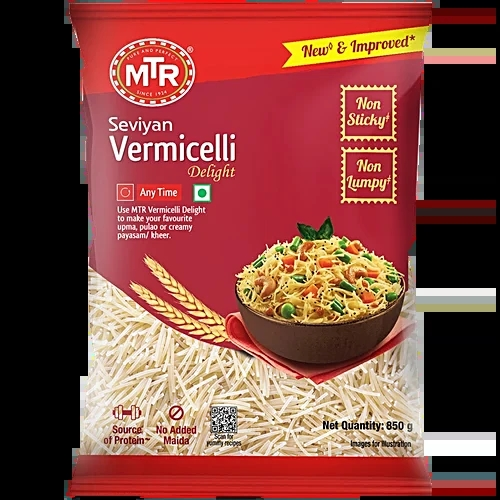 PURE AND PERFECT
MTR
SINCE 1924
®
New◊ & Improved*
Non
Sticky‡
Non
Lumpy‡
Seviyan
Vermicelli
Delight
Any Time
Use MTR Vermicelli Delight
to make your favourite
upma, pulao or creamy
payasam/ kheer.
Source
of Protein~
No Added
Maida
Scan for
yummy recipes
Net Quantity: 850 g
Images for Illustration